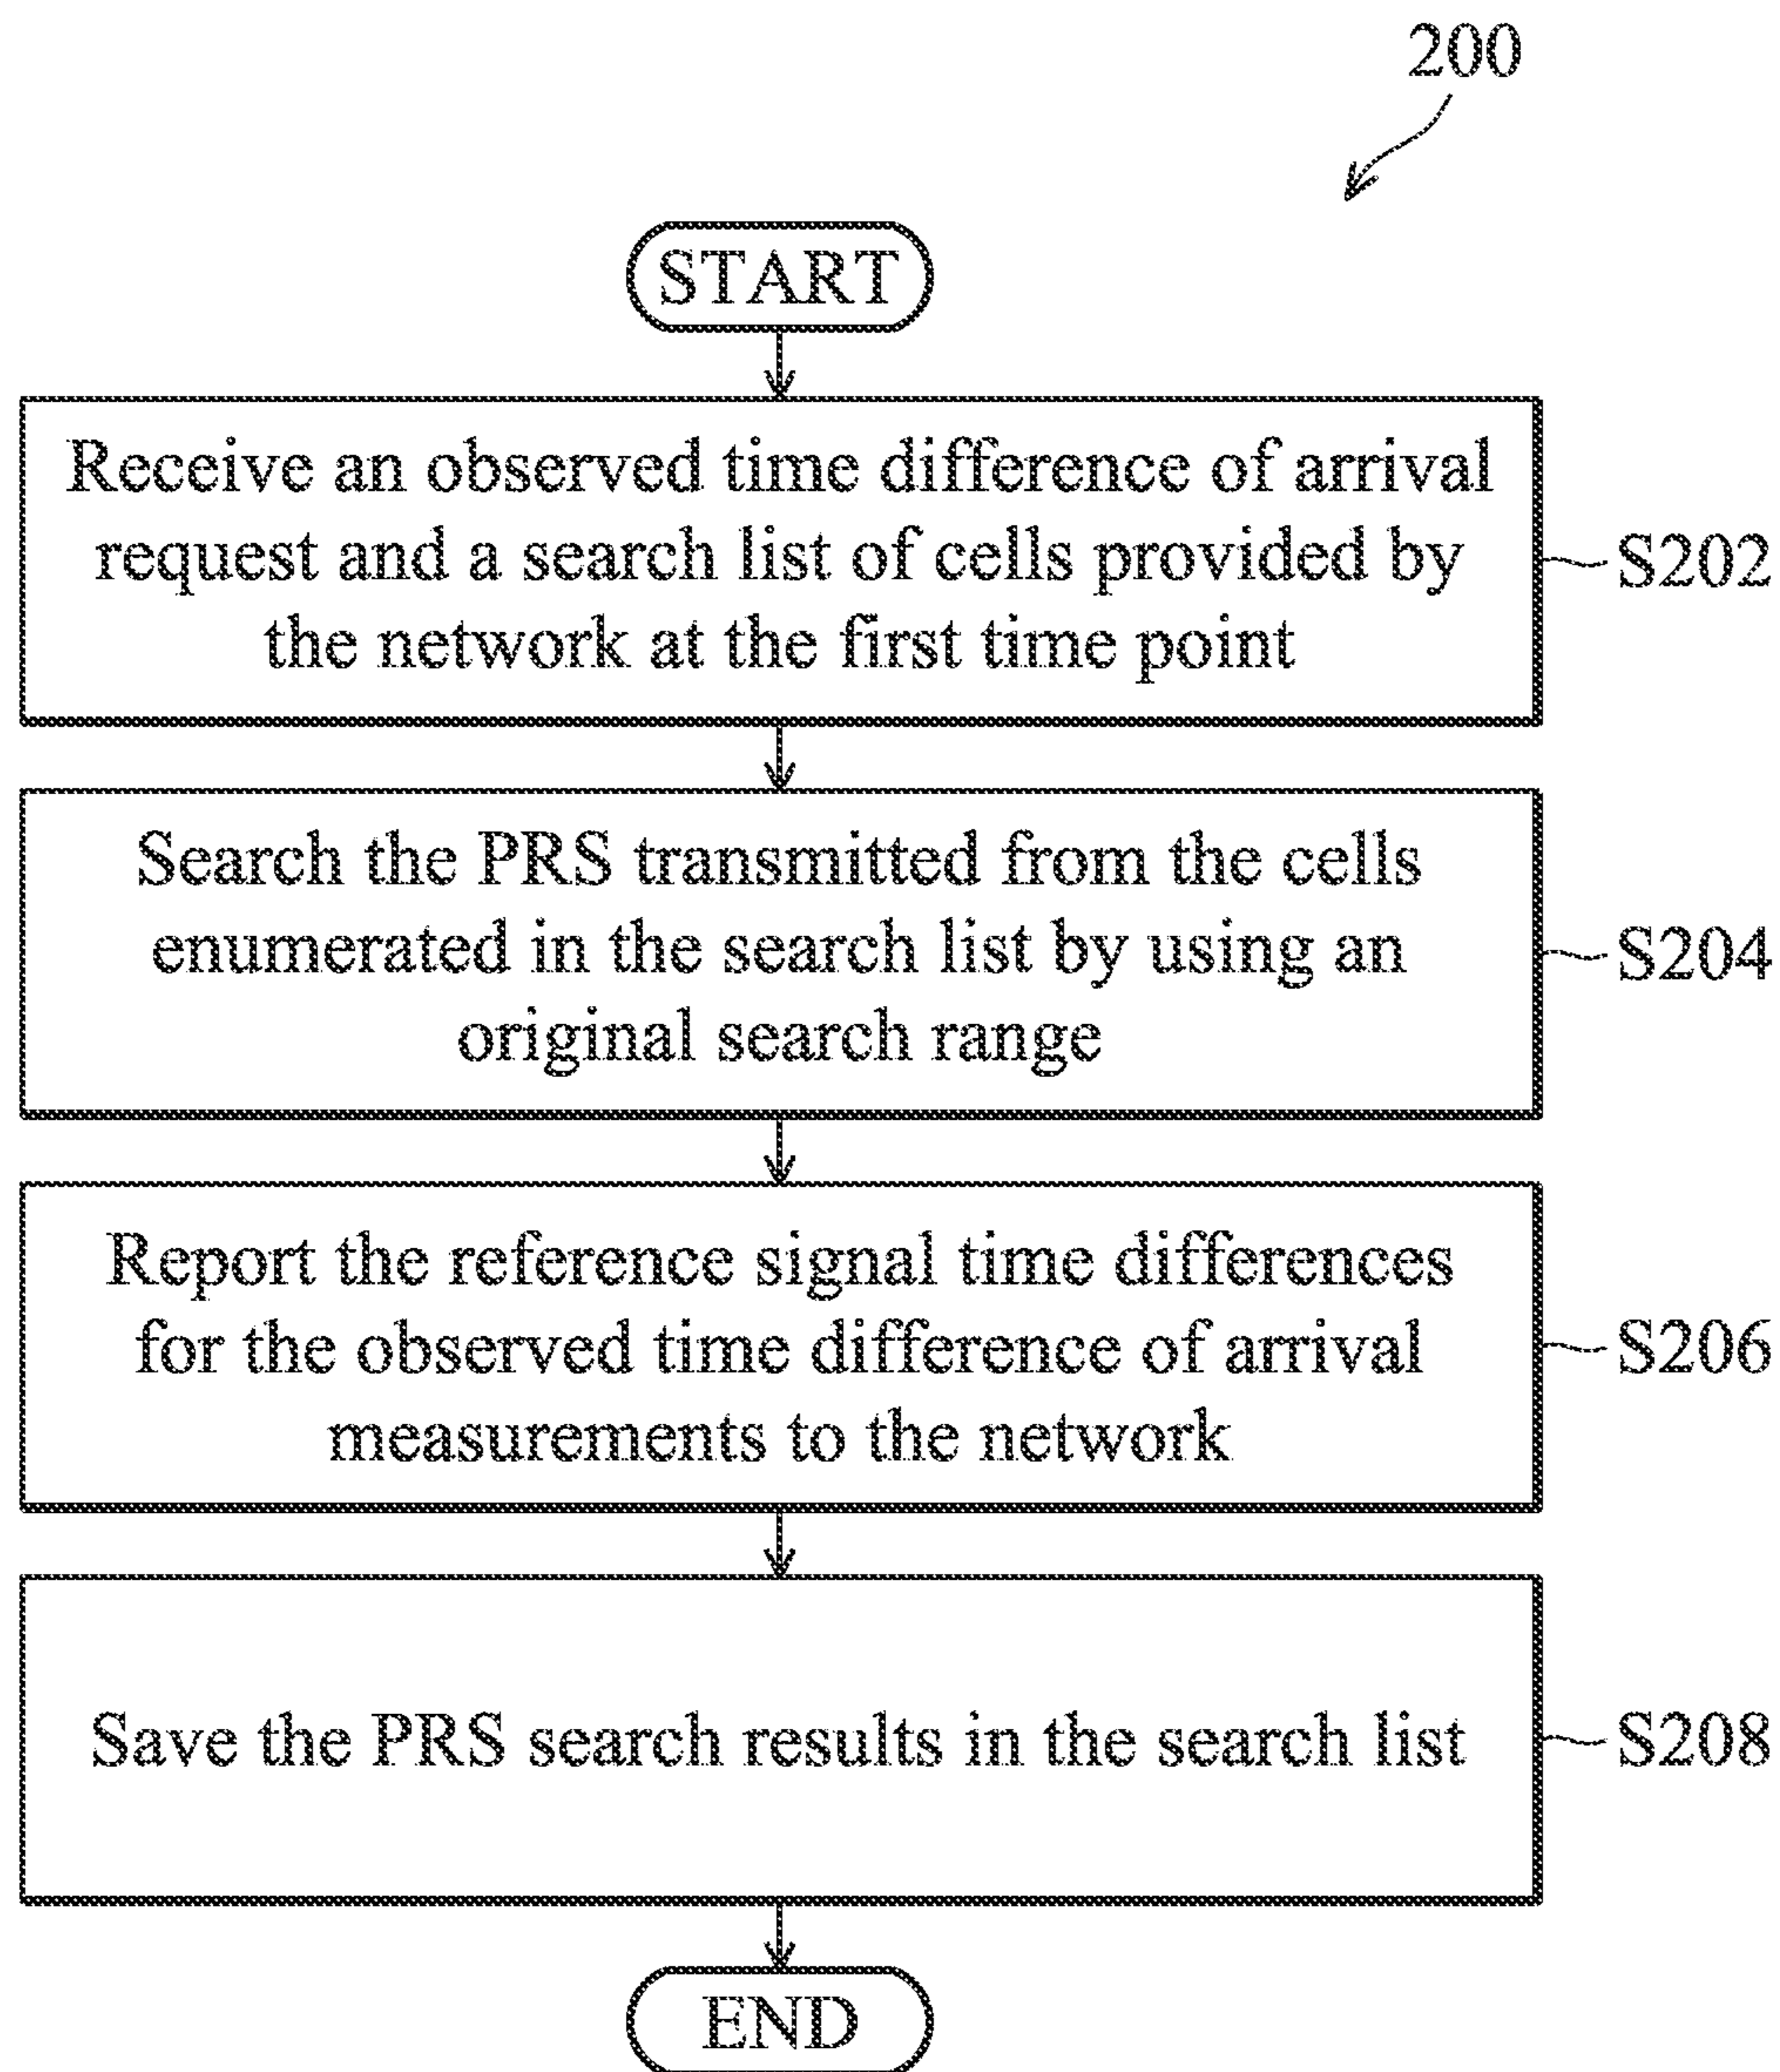 200
START
Receive an observed time difference of arrival
request and a search list of cells provided by
the network at the first time point
S202
Search the PRS transmitted from the cells
enumerated in the search list by using an
original search range
S204
Report the reference signal time differences
for the observed time difference of arrival
measurements to the network
S206
Save the PRS search results in the search list
S208
END